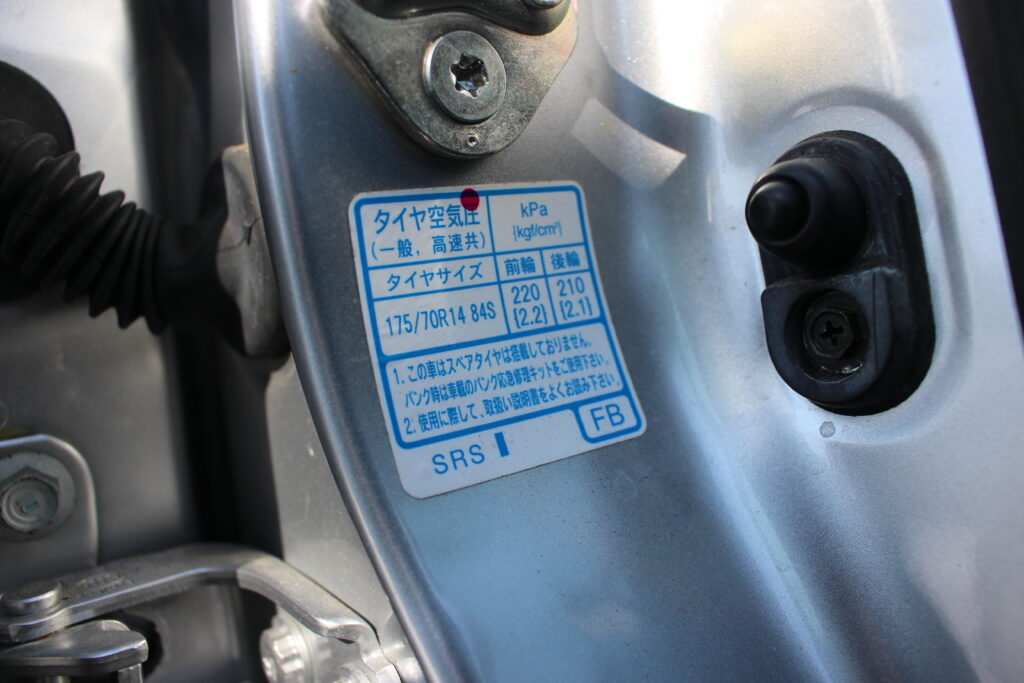 タイヤ空気圧
(一般, 高速共)
kPa
{kgf/cm²}
タイヤサイズ 前輪 後輪
175/70R14 84S 220 210
{2.2} {2.1}
1. この車はスペアタイヤは搭載しておりません。
パンク時は車載のパンク応急修理キットをご使用下さい。
2. 使用に際して、取扱い説明書をよくお読み下さい。
FB
SRS